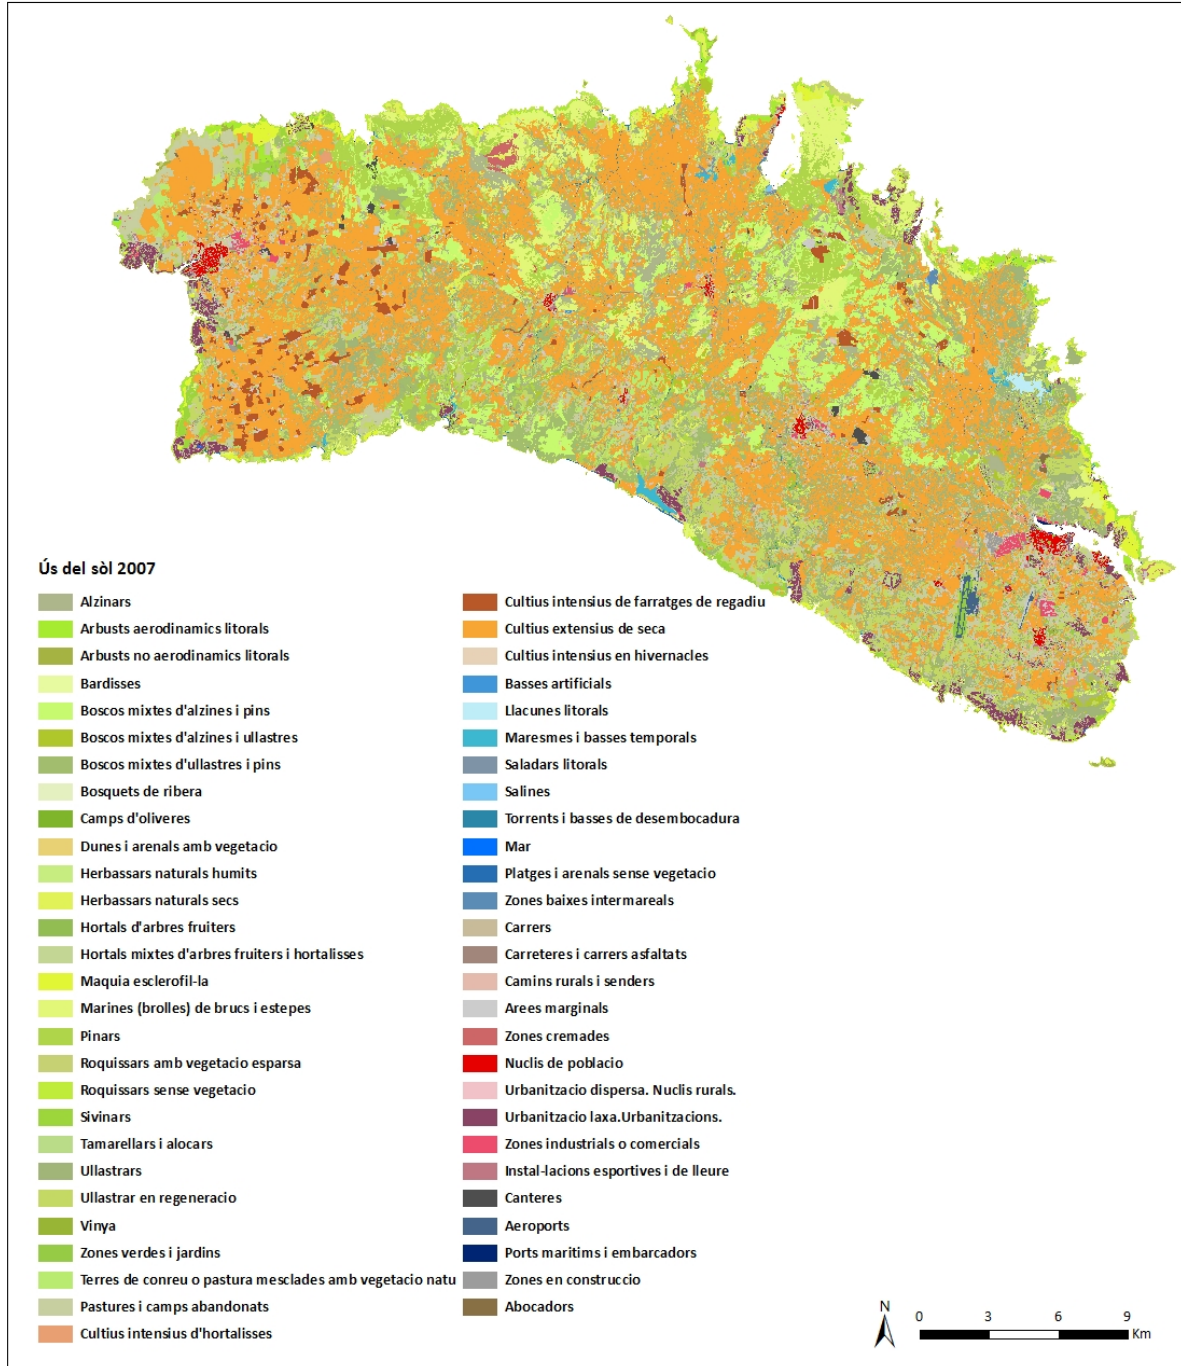 Ús del sòl 2007
Alzinars
Arbusts aerodinamics litorals
Arbusts no aerodinamics litorals
Bardisses
Boscos mixtes d'alzines i pins
Boscos mixtes d'alzines i ullastres
Boscos mixtes d'ullastres i pins
Bosquets de ribera
Camps d'oliveres
Dunes i arenals amb vegetacio
Herbassars naturals humits
Herbassars naturals secs
Hortals d'arbres fruiters
Hortals mixtes d'arbres fruiters i hortalisses
Maquia esclerofil-la
Marines (brolles) de brucs i estepes
Pinars
Roquissars amb vegetacio esparsa
Roquissars sense vegetacio
Sivinars
Tamarellars i alocars
Ullastrars
Ullastrar en regeneracio
Vinya
Zones verdes i jardins
Terres de conreu o pastura mesclades amb vegetacio natu
Pastures i camps abandonats
Cultius intensius d'hortalisses
Cultius intensius de farratges de regadiu
Cultius extensius de seca
Cultius intensius en hivernacles
Basses artificials
Llacunes litorals
Maresmes i basses temporals
Saladars litorals
Salines
Torrents i basses de desembocadura
Mar
Platges i arenals sense vegetacio
Zones baixes intermareals
Carrers
Carreteres i carrers asfaltats
Camins rurals i senders
Arees marginals
Zones cremades
Nuclis de poblacio
Urbanitzacio dispersa. Nuclis rurals.
Urbanitzacio laxa.Urbanitzacions.
Zones industrials o comercials
Instal-lacions esportives i de lleure
Canteres
Aeroports
Ports maritims i embarcadors
Zones en construccio
Abocadors
N
0 3 6 9
Km